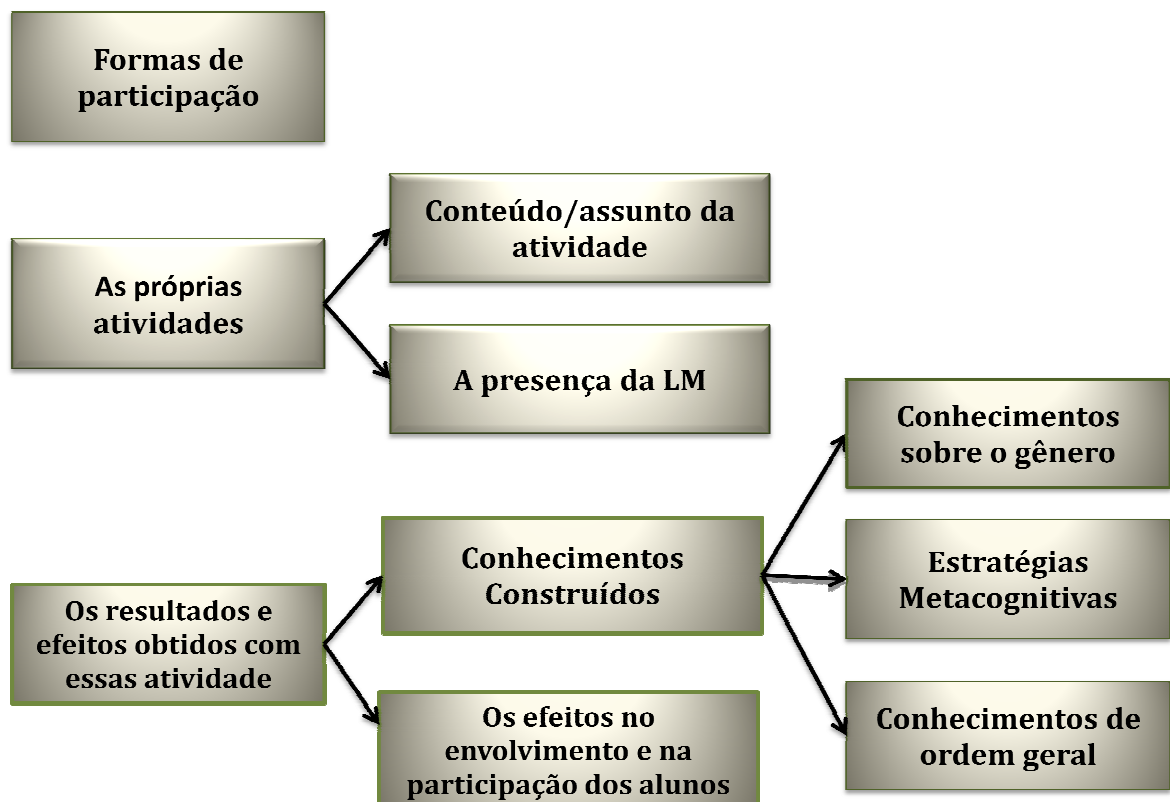 Formas de
participação
Conteúdo/assunto da
atividade
As próprias
atividades
A presença da LM
Conhecimentos
sobre o gênero
Conhecimentos
Construídos
Estratégias
Metacognitivas
Os resultados e
efeitos obtidos com
essas atividade
Os efeitos no
envolvimento e na
participação dos alunos
Conhecimentos de
ordem geral